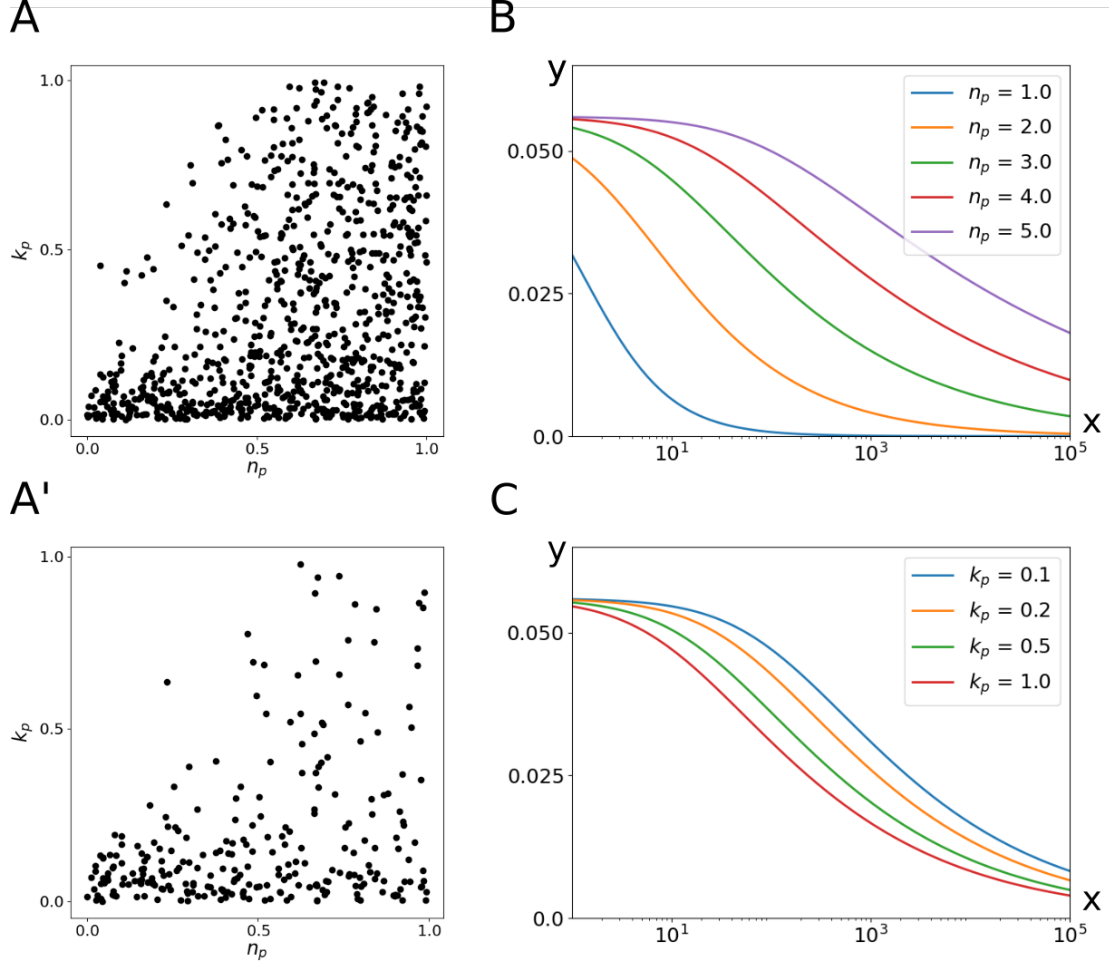 A
1.0
0.5
0.0
k_p
0.0
0.5
1.0
n_p
B
y
0.050
0.025
0.0
n_p = 1.0
n_p = 2.0
n_p = 3.0
n_p = 4.0
n_p = 5.0
x
10^1
10^3
10^5
A'
1.0
0.5
0.0
k_p
0.0
0.5
1.0
n_p
C
y
0.050
0.025
0.0
k_p = 0.1
k_p = 0.2
k_p = 0.5
k_p = 1.0
x
10^1
10^3
10^5